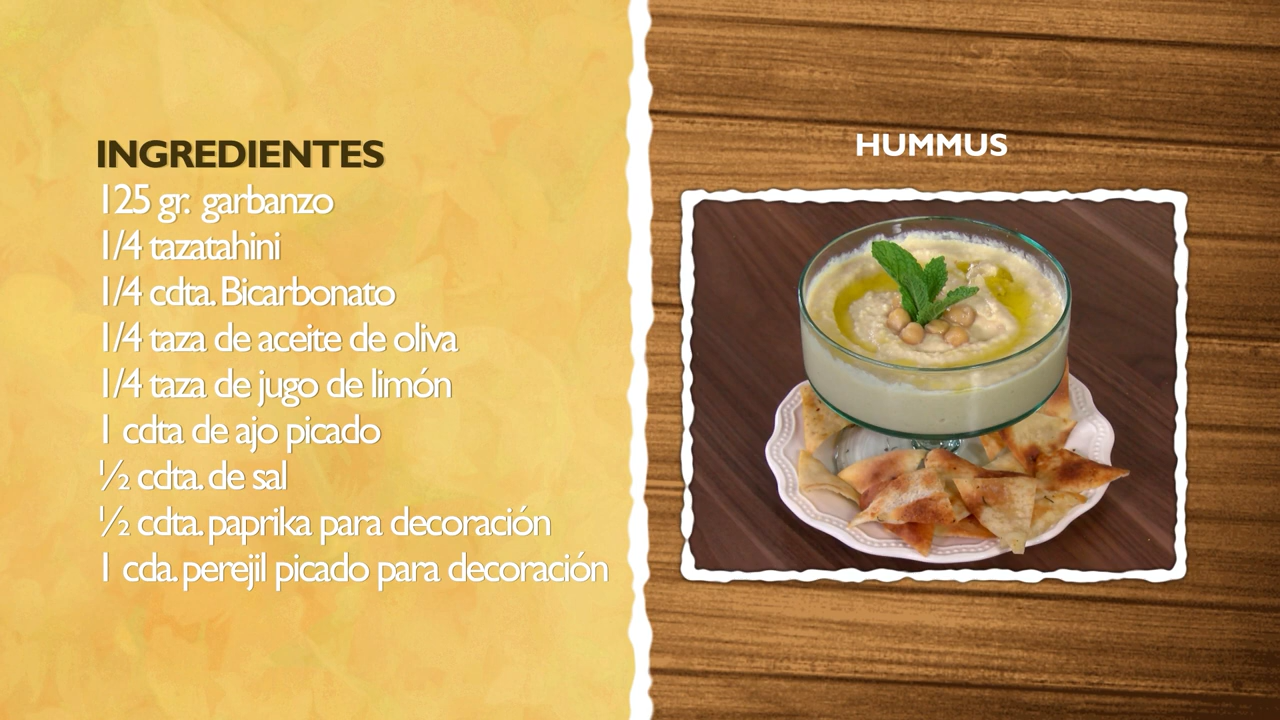 INGREDIENTES
125 gr. garbanzo
1/4 tazatahini
1/4 cdta. Bicarbonato
1/4 taza de aceite de oliva
1/4 taza de jugo de limón
1 cdta de ajo picado
½ cdta. de sal
½ cdta. paprika para decoración
1 cda. perejil picado para decoración
HUMMUS